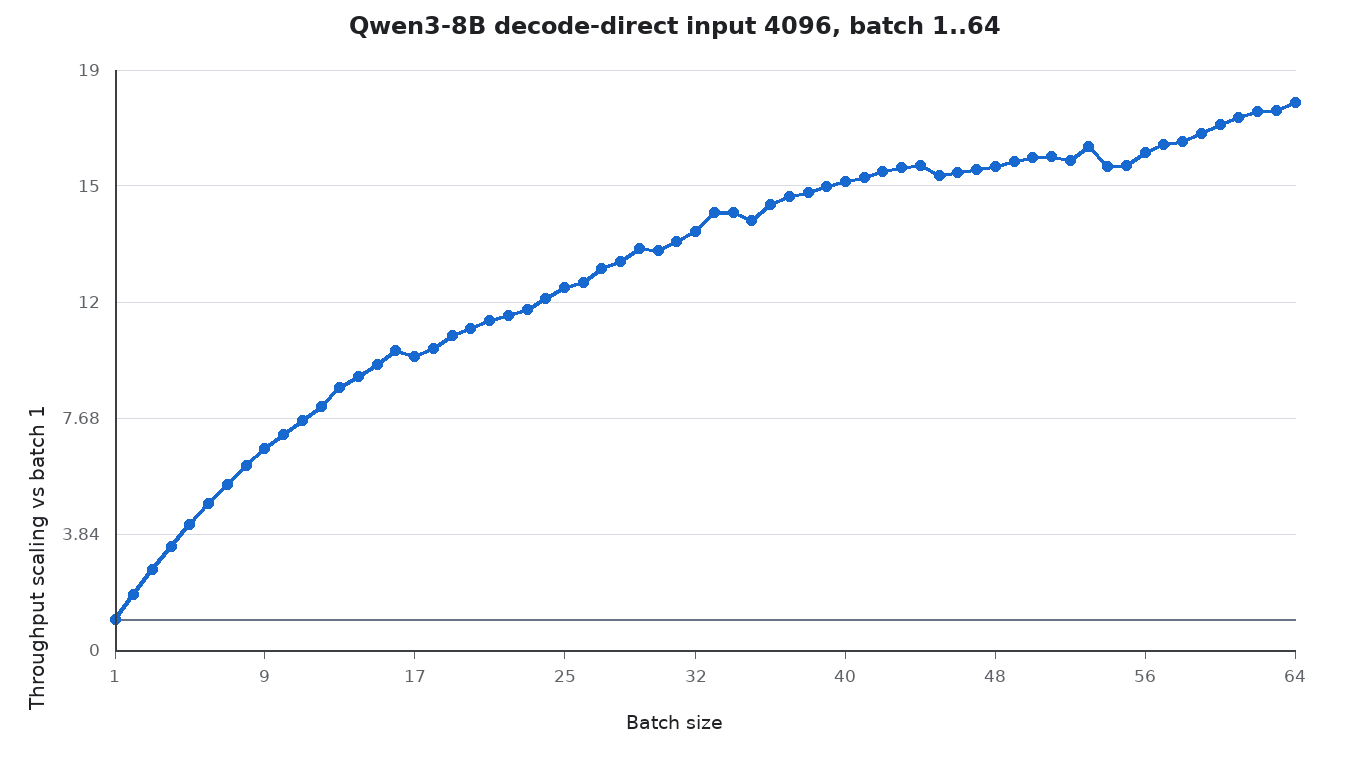 Qwen3-8B decode-direct input 4096, batch 1..64
19
15
12
7.68
3.84
0
Throughput scaling vs batch 1
1 9 17 25 32 40 48 56 64
Batch size